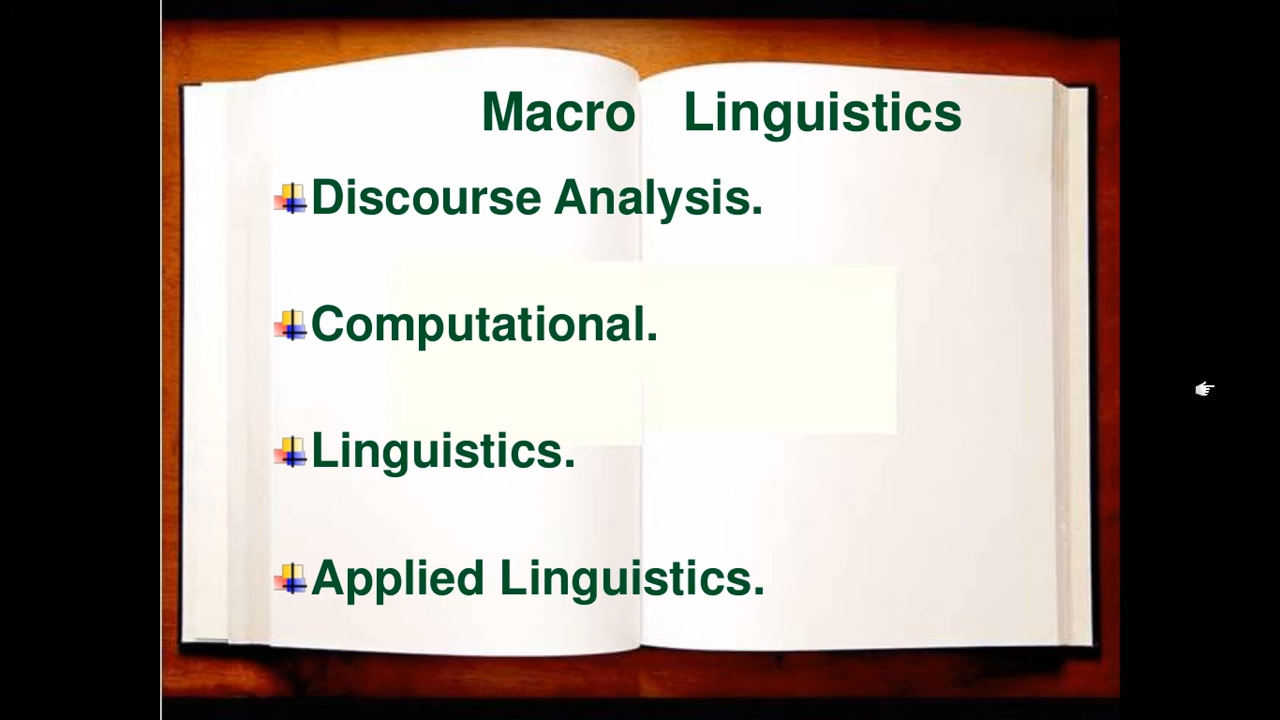 Macro Linguistics
Discourse Analysis.
Computational.
Linguistics.
Applied Linguistics.